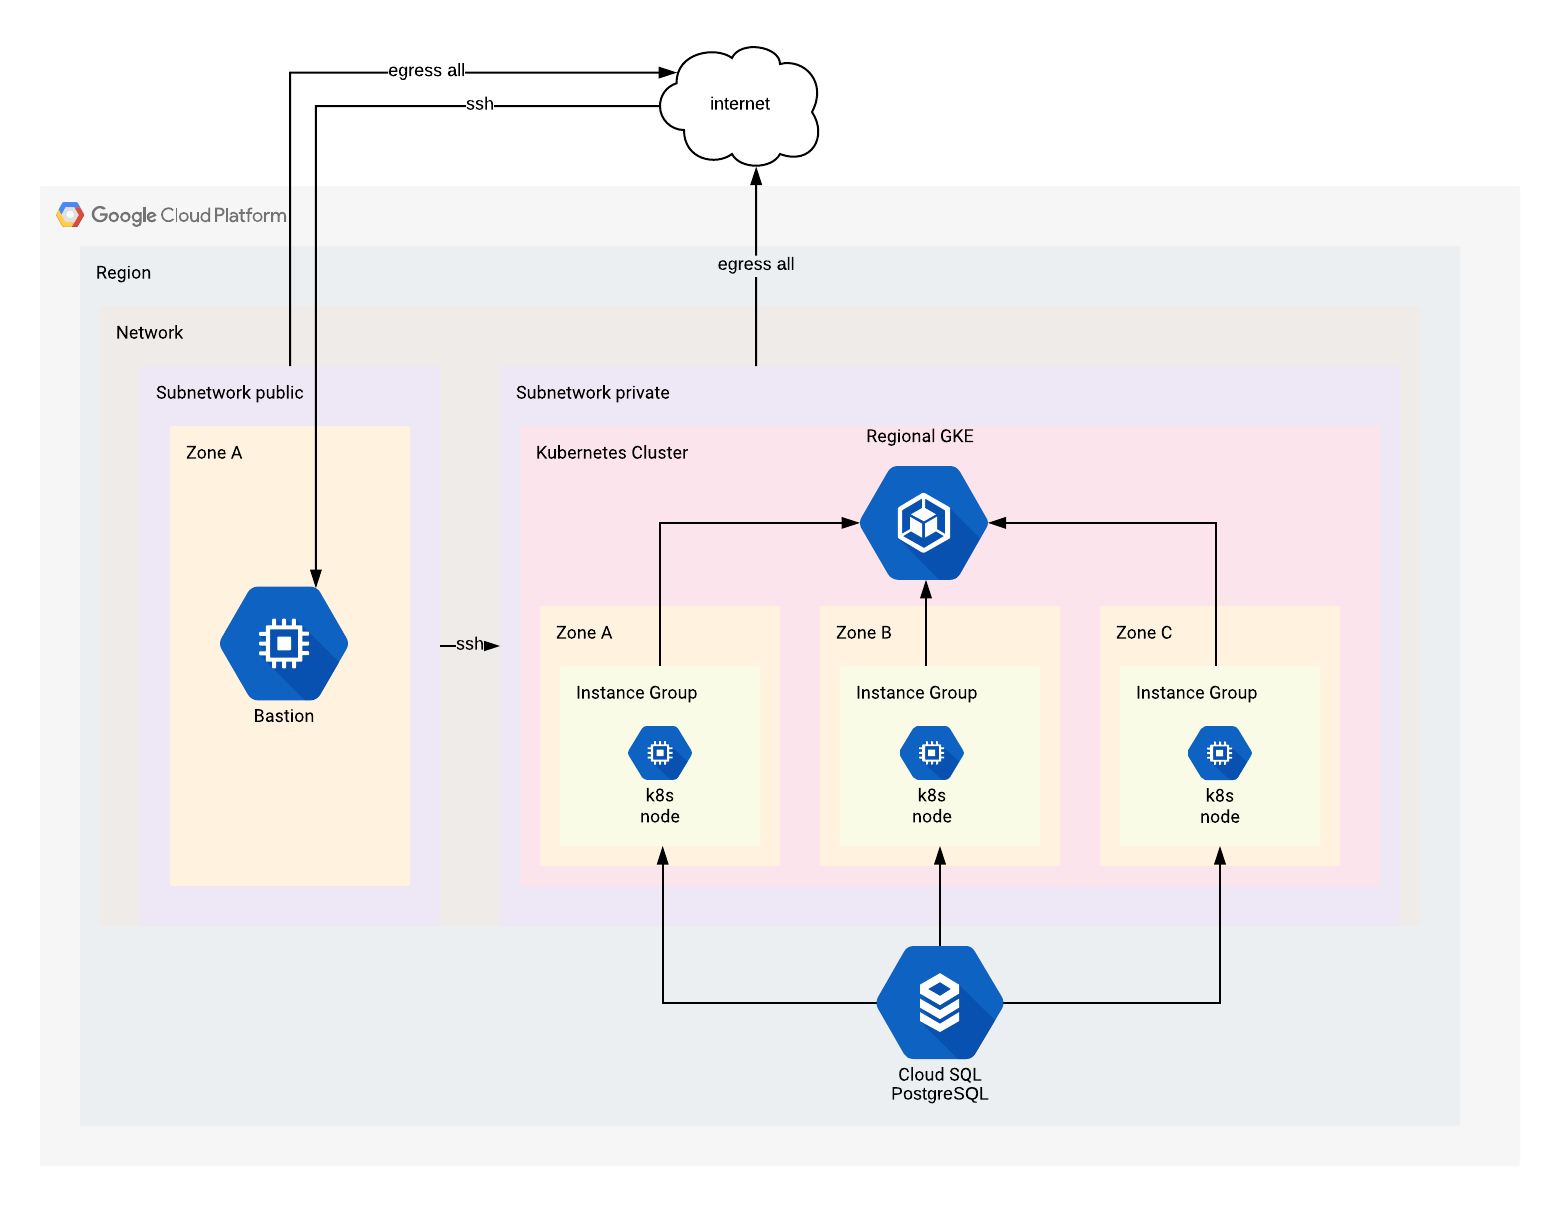 egress all
ssh
internet
Google Cloud Platform
egress all
Region
Network
Subnetwork public
Subnetwork private
Zone A
Kubernetes Cluster
Regional GKE
Bastion
ssh
Zone A
Zone B
Zone C
Instance Group
Instance Group
Instance Group
k8s
node
k8s
node
k8s
node
Cloud SQL
PostgreSQL